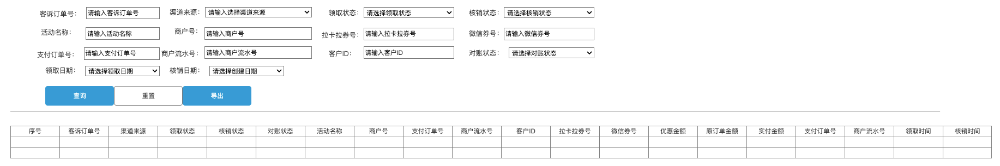 客诉订单号： 请输入客诉订单号 渠道来源： 请输入选择渠道来源 领取状态： 请选择领取状态 核销状态： 请选择核销状态
活动名称： 请输入活动名称 商户号： 请输入商户号 拉卡拉券号： 请输入拉卡拉券号 微信券号： 请输入微信券号
支付订单号： 请输入支付订单号 商户流水号： 请输入商户流水号 客户ID： 请输入客户ID 对账状态： 请选择对账状态
领取日期： 请选择领取日期 核销日期： 请选择创建日期
查询 重置 导出
序号 客诉订单号 渠道来源 领取状态 核销状态 对账状态 活动名称 商户号 支付订单号 商户流水号 客户ID 拉卡拉券号 微信券号 优惠金额 原订单金额 实付金额 支付订单号 商户流水号 领取时间 核销时间